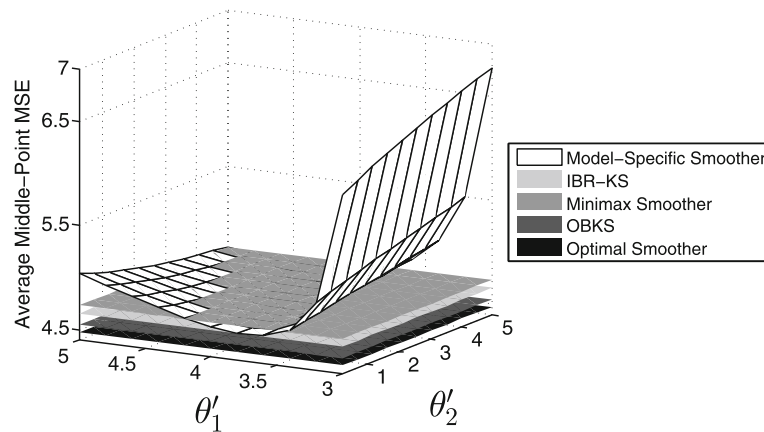 Average Middle-Point MSE
7
6.5
5.5
4.5
5
4.5
4
3.5
3
θ′₁
1
2
3
4
5
θ′₂
Model-Specific Smoother
IBR-KS
Minimax Smoother
OBKS
Optimal Smoother